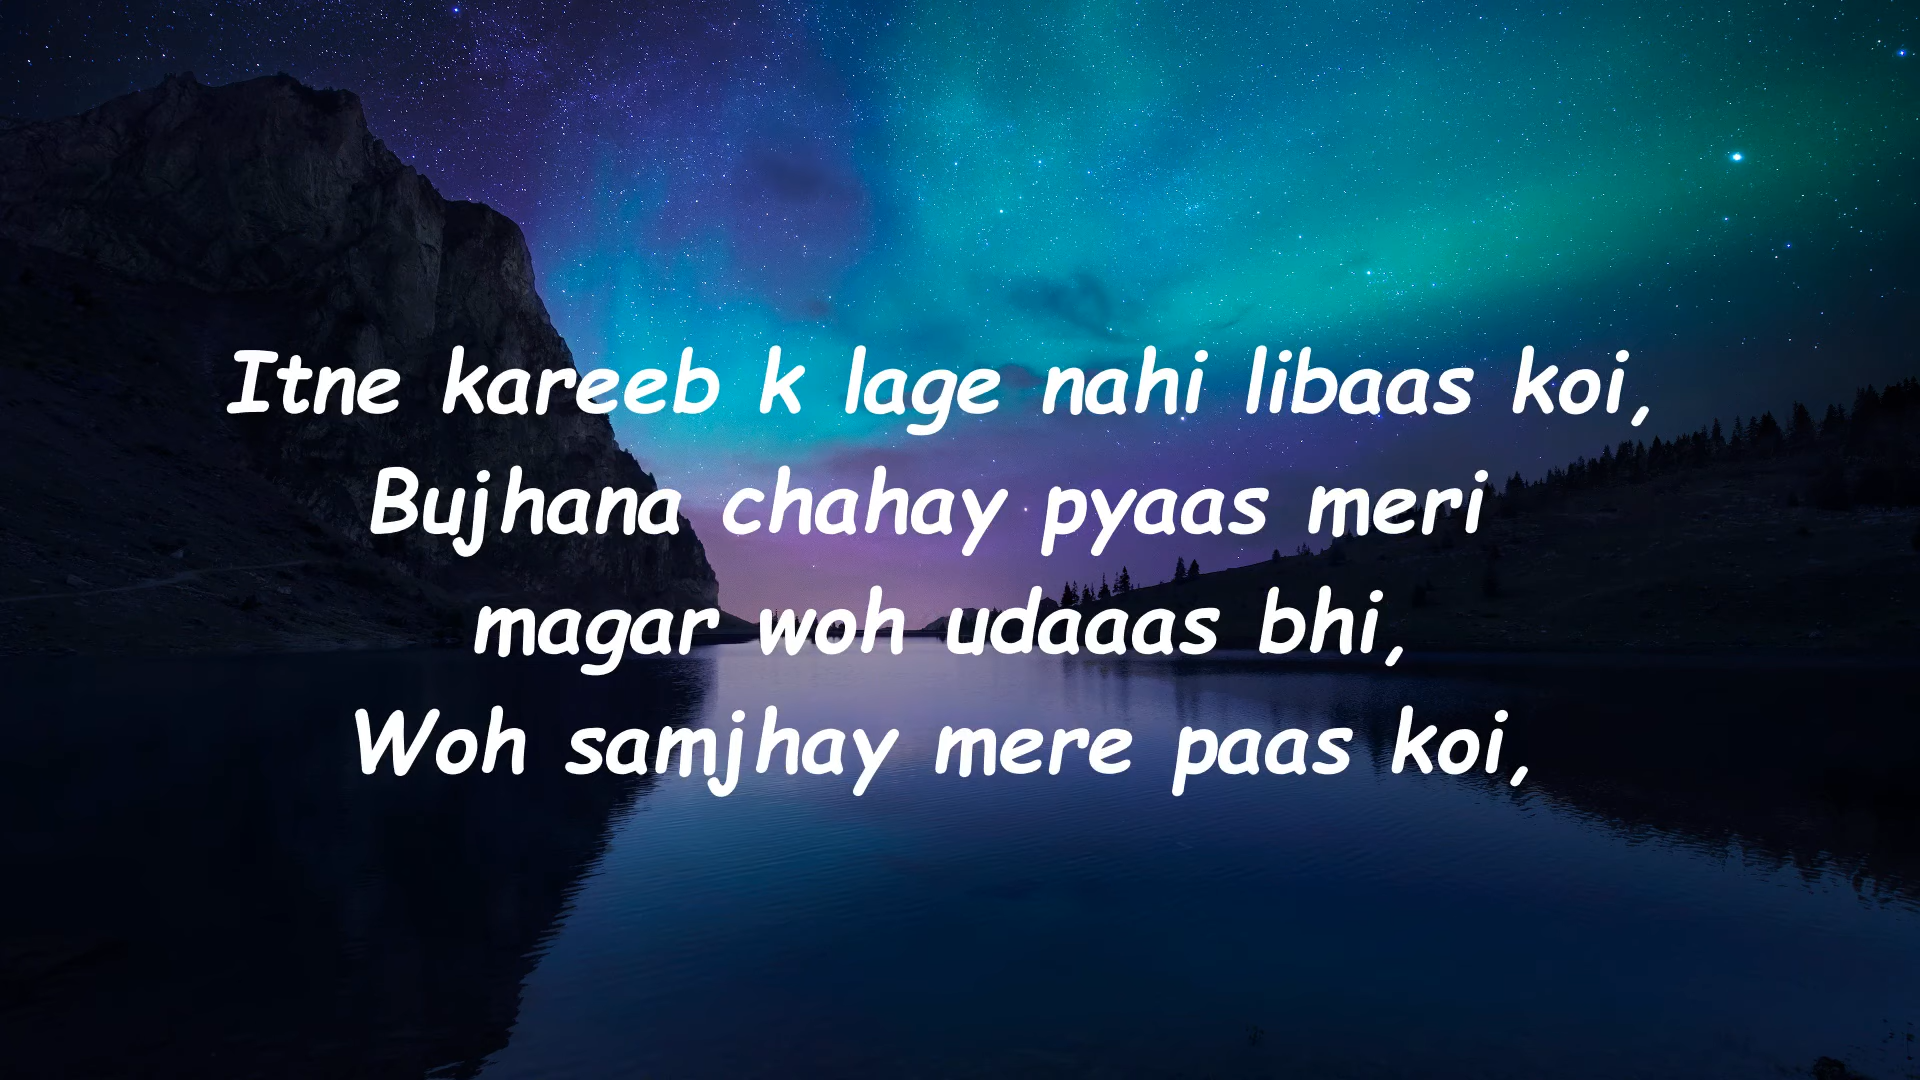 Itne kareeb k lage nahi libaas koi,
Bujhana chahay pyaas meri
magar woh udaaas bhi,
Woh samjhay mere paas koi,